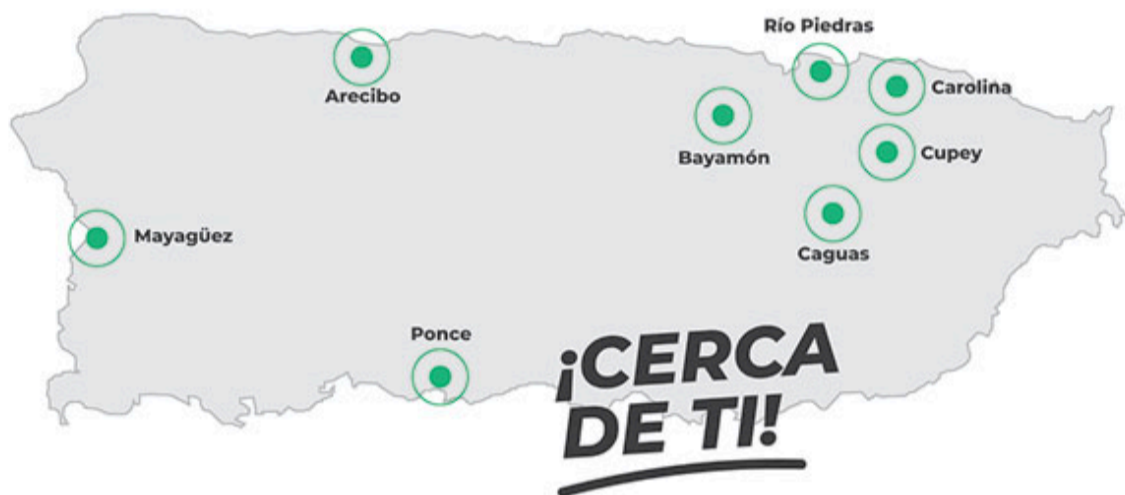 Río Piedras
Arecibo
Carolina
Bayamón
Cupey
Mayagüez
Caguas
Ponce
¡CERCA
DE TI!